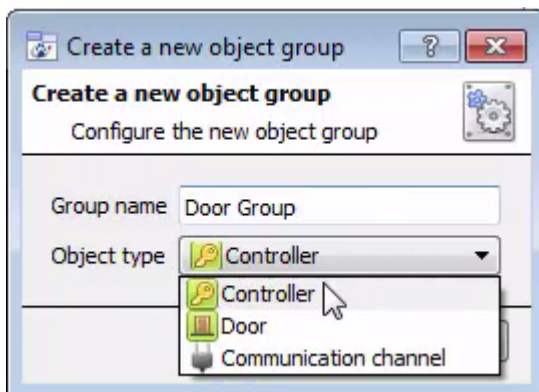 Create a new object group
Create a new object group
Configure the new object group
Group name Door Group
Object type Controller
Controller
Door
Communication channel